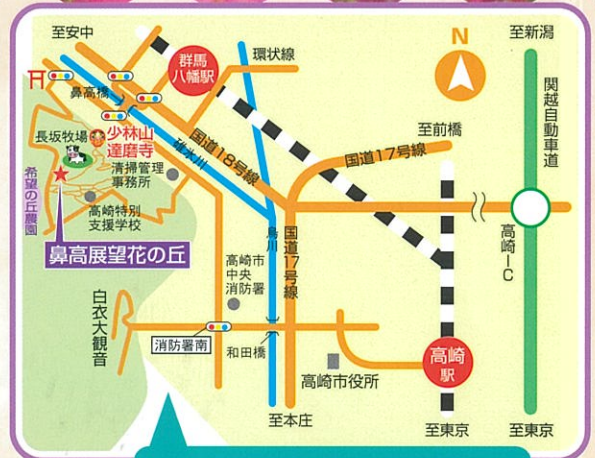 至安中
群馬
八幡駅
環状線
N
至新潟
関越自動車道
鼻高橋
至前橋
長坂牧場
少林山
達磨寺
国道18号線
国道17号線
碓氷川
清掃管理
事務所
希望の丘農園
高崎特別
支援学校
鼻高展望花の丘
烏川
国道17号線
高崎IC
高崎市
中央
消防署
白衣大観音
消防署南
和田橋
高崎市役所
高崎
駅
至本庄
至東京
至東京